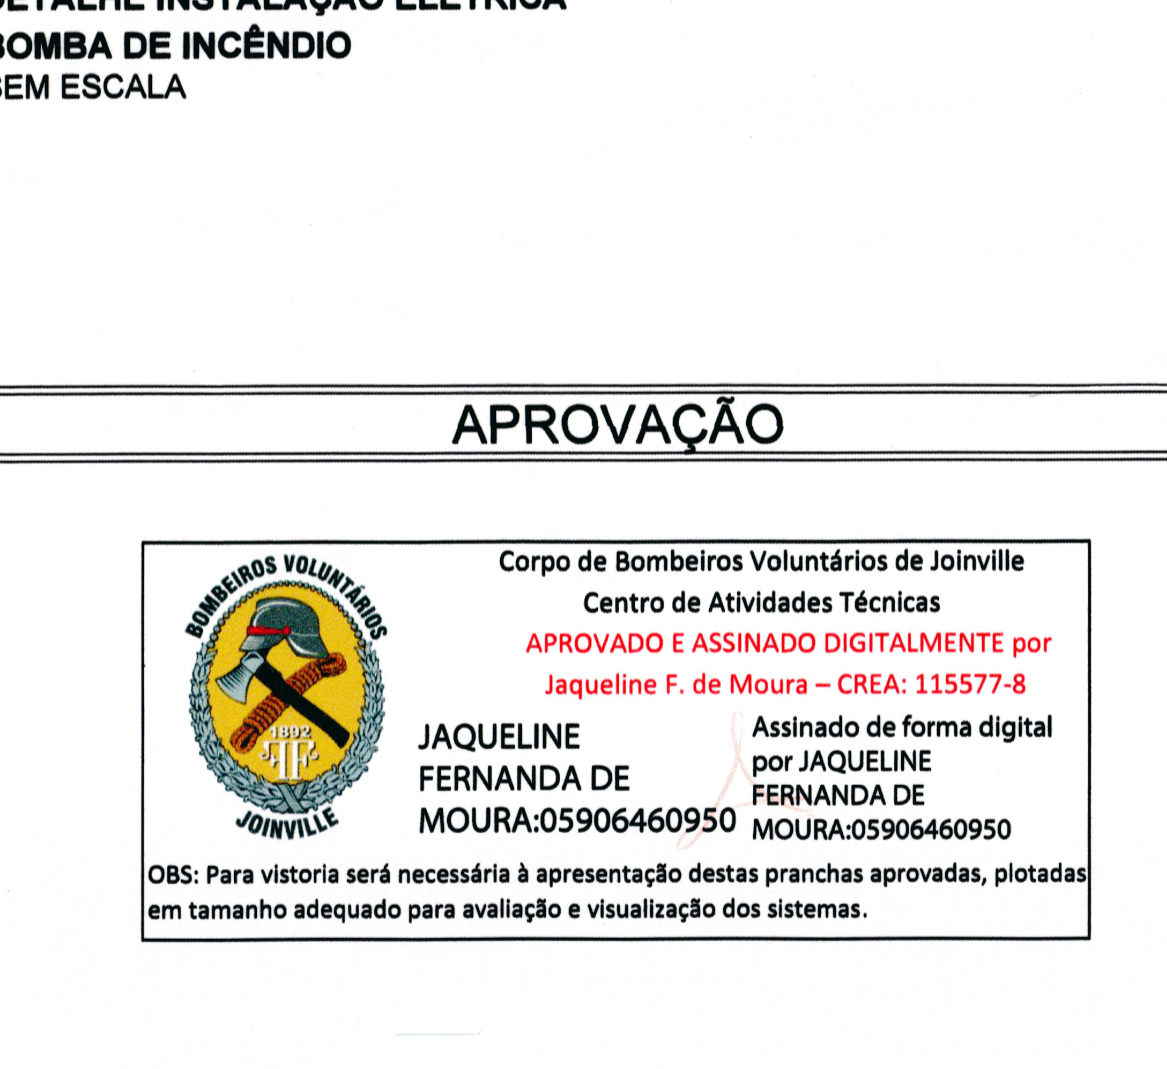 DETALHE INSTALAÇÃO ELÉTRICA
BOMBA DE INCÊNDIO
SEM ESCALA
APROVAÇÃO
BOMBEIROS VOLUNTÁRIOS
1892
JOINVILLE
Corpo de Bombeiros Voluntários de Joinville
Centro de Atividades Técnicas
APROVADO E ASSINADO DIGITALMENTE por
Jaqueline F. de Moura – CREA: 115577-8
JAQUELINE
FERNANDA DE
MOURA:05906460950
Assinado de forma digital
por JAQUELINE
FERNANDA DE
MOURA:05906460950
OBS: Para vistoria será necessária à apresentação destas pranchas aprovadas, plotadas
em tamanho adequado para avaliação e visualização dos sistemas.